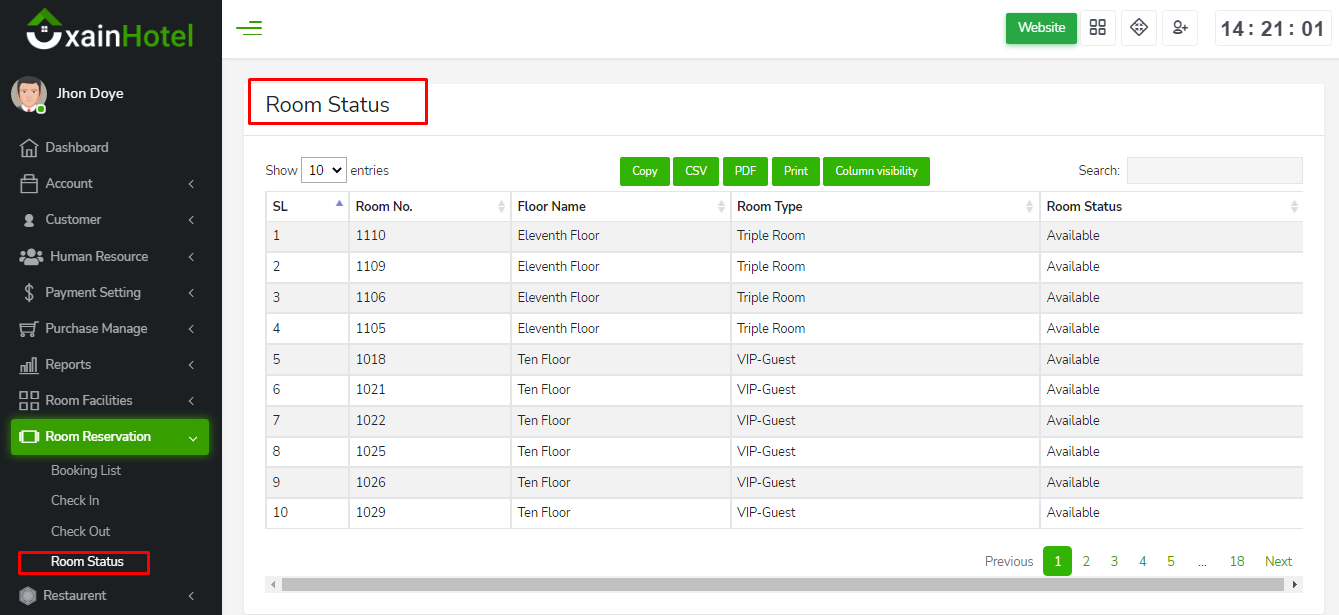 xainHotel
Jhon Doye
Dashboard
Account
Customer
Human Resource
Payment Setting
Purchase Manage
Reports
Room Facilities
Room Reservation
Booking List
Check In
Check Out
Room Status
Restaurent
Website
14 : 21 : 01
Room Status
Show 10 entries Copy CSV PDF Print Column visibility Search:
SL Room No. Floor Name Room Type Room Status
1 1110 Eleventh Floor Triple Room Available
2 1109 Eleventh Floor Triple Room Available
3 1106 Eleventh Floor Triple Room Available
4 1105 Eleventh Floor Triple Room Available
5 1018 Ten Floor VIP-Guest Available
6 1021 Ten Floor VIP-Guest Available
7 1022 Ten Floor VIP-Guest Available
8 1025 Ten Floor VIP-Guest Available
9 1026 Ten Floor VIP-Guest Available
10 1029 Ten Floor VIP-Guest Available
Previous 1 2 3 4 5 ... 18 Next